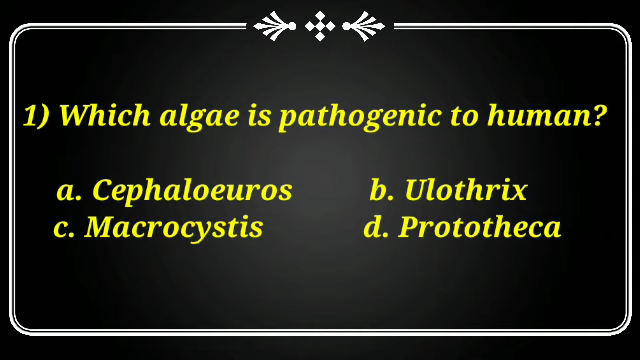 1) Which algae is pathogenic to human?
a. Cephaloeuros b. Ulothrix
c. Macrocystis d. Prototheca